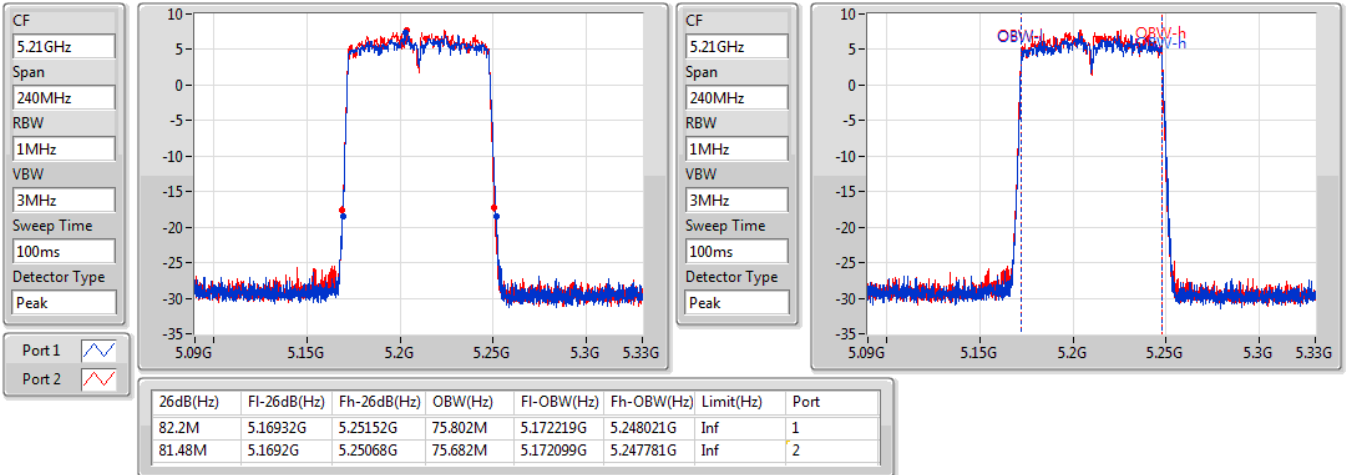 CF
5.21GHz
Span
240MHz
RBW
1MHz
VBW
3MHz
Sweep Time
100ms
Detector Type
Peak
Port 1
Port 2
10
5
0
-5
-10
-15
-20
-25
-30
-35
5.09G 5.15G 5.2G 5.25G 5.3G 5.33G
CF
5.21GHz
Span
240MHz
RBW
1MHz
VBW
3MHz
Sweep Time
100ms
Detector Type
Peak
10
5
0
-5
-10
-15
-20
-25
-30
-35
OBW-h
5.09G 5.15G 5.2G 5.25G 5.3G 5.33G
26dB(Hz) Fl-26dB(Hz) Fh-26dB(Hz) OBW(Hz) Fl-OBW(Hz) Fh-OBW(Hz) Limit(Hz) Port
82.2M 5.16932G 5.25152G 75.802M 5.172219G 5.248021G Inf 1
81.48M 5.1692G 5.25068G 75.682M 5.172099G 5.247781G Inf 2